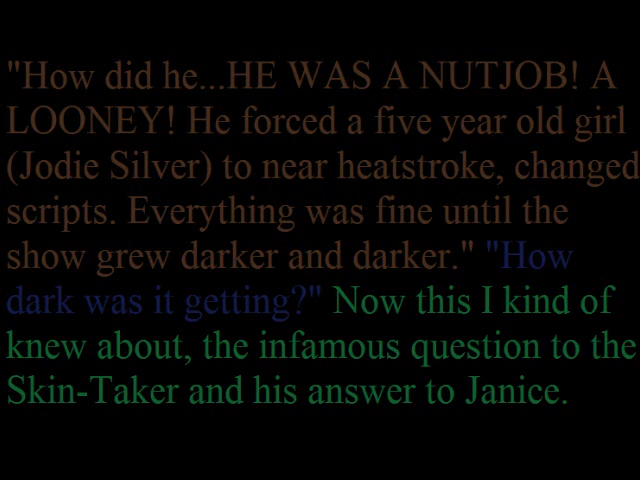 "How did he...HE WAS A NUTJOB! A
LOONEY! He forced a five year old girl
(Jodie Silver) to near heatstroke, changed
scripts. Everything was fine until the
show grew darker and darker." "How
dark was it getting?" Now this I kind of
knew about, the infamous question to the
Skin-Taker and his answer to Janice.